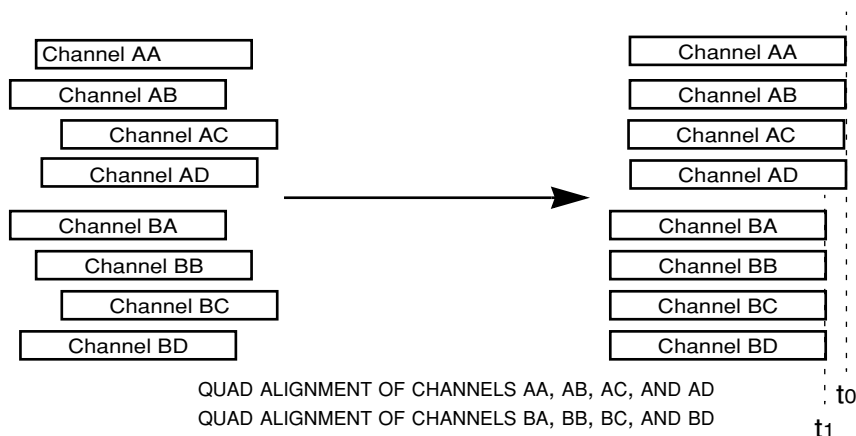 Channel AA
Channel AB
Channel AC
Channel AD
Channel BA
Channel BB
Channel BC
Channel BD
Channel AA
Channel AB
Channel AC
Channel AD
Channel BA
Channel BB
Channel BC
Channel BD
QUAD ALIGNMENT OF CHANNELS AA, AB, AC, AND AD
QUAD ALIGNMENT OF CHANNELS BA, BB, BC, AND BD
t0
t1